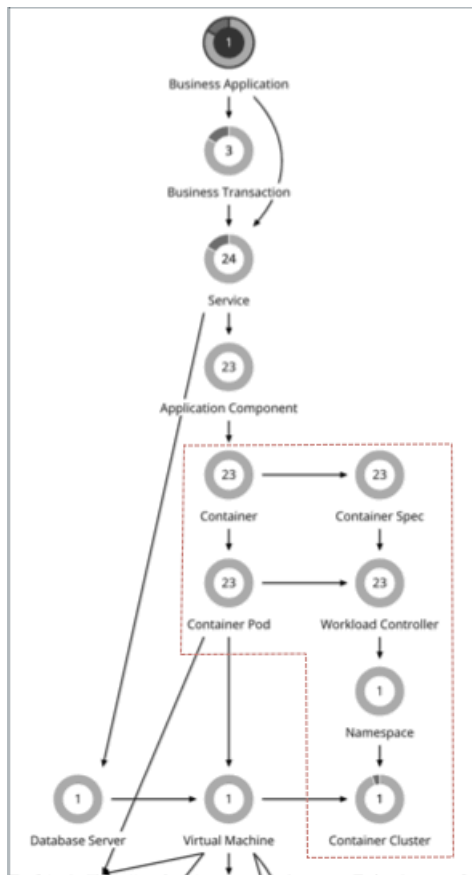 1
Business Application
3
Business Transaction
24
Service
23
Application Component
23
23
Container
Container Spec
23
23
Container Pod
Workload Controller
1
Namespace
1
1
1
Database Server
Virtual Machine
Container Cluster